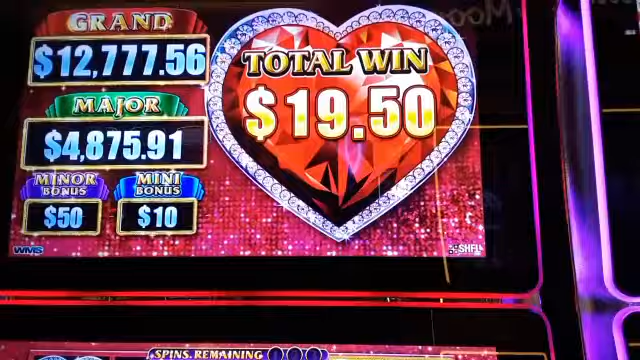 GRAND
$12,777.56
MAJOR
$4,875.91
MINOR
BONUS
$50
MINI
BONUS
$10
TOTAL WIN
$19.50
WMS
SHFL
SPINS REMAINING